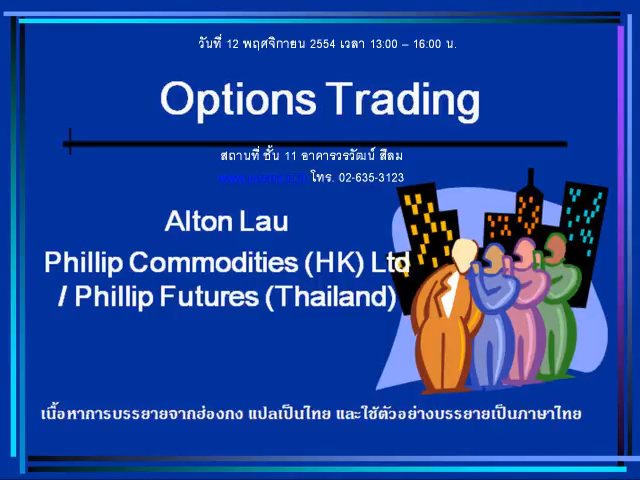 วันที่ 12 พฤศจิกายน 2554 เวลา 13:00 – 16:00 น.
Options Trading
สถานที่ ชั้น 11 อาคารวรวัฒน์ สีลม
โทร. 02-635-3123
Alton Lau
Phillip Commodities (HK) Ltd
/ Phillip Futures (Thailand)
เนื้อหาการบรรยายจากฮ่องกง แปลเป็นไทย และใช้ตัวอย่างบรรยายเป็นภาษาไทย